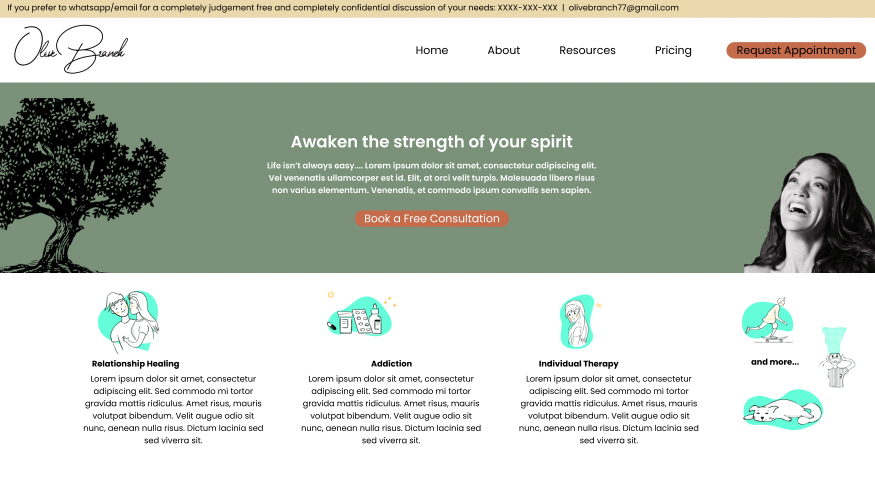 If you prefer to whatsapp/email for a completely judgement free and completely confidential discussion of your needs: XXXX-XXX-XXX | olivebranch77@gmail.com
Olive Branch
Home About Resources Pricing Request Appointment
Awaken the strength of your spirit
Life isn't always easy.... Lorem ipsum dolor sit amet, consectetur adipiscing elit.
Vel venenatis ullamcorper est id. Elit, at orci velit turpis. Malesuada libero risus
non varius elementum. Venenatis, et commodo ipsum convallis sem sapien.
Book a Free Consultation
Relationship Healing
Lorem ipsum dolor sit amet, consectetur
adipiscing elit. Sed commodo mi tortor
gravida mattis ridiculus. Amet risus, mauris
volutpat bibendum. Velit augue odio sit
nunc, aenean nulla risus. Dictum lacinia sed
sed viverra sit.
Addiction
Lorem ipsum dolor sit amet, consectetur
adipiscing elit. Sed commodo mi tortor
gravida mattis ridiculus. Amet risus, mauris
volutpat bibendum. Velit augue odio sit
nunc, aenean nulla risus. Dictum lacinia sed
sed viverra sit.
Individual Therapy
Lorem ipsum dolor sit amet, consectetur
adipiscing elit. Sed commodo mi tortor
gravida mattis ridiculus. Amet risus, mauris
volutpat bibendum. Velit augue odio sit
nunc, aenean nulla risus. Dictum lacinia sed
sed viverra sit.
and more...